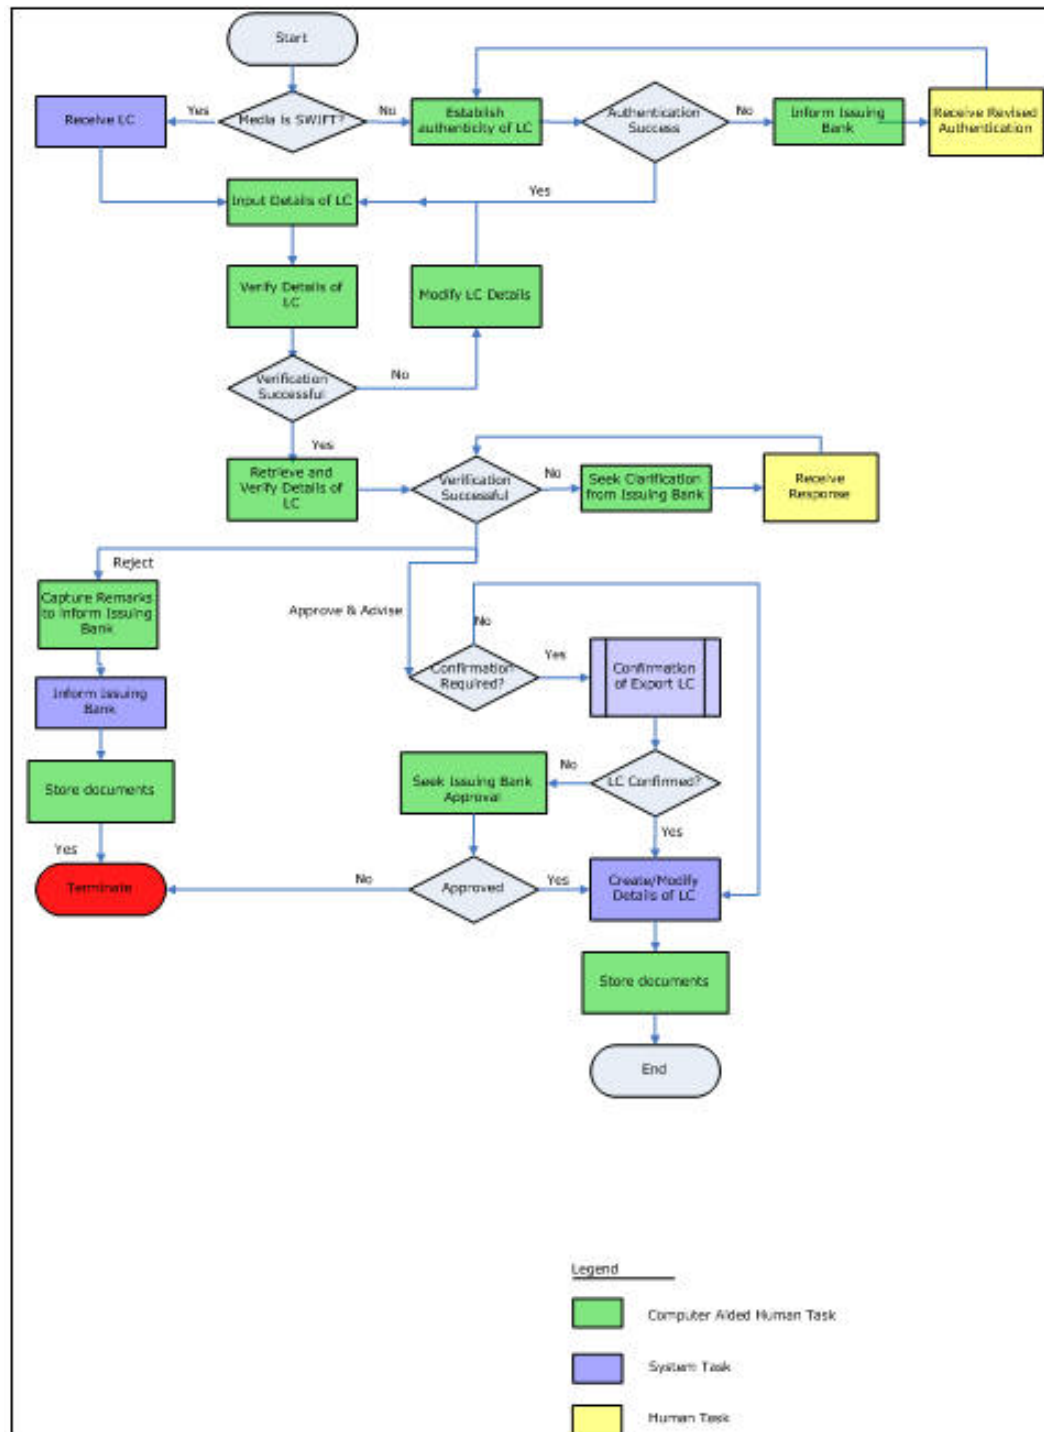 Start
Media is SWIFT?
Yes
No
Receive LC
Establish
authenticity of LC
Authentication
Success
No
Inform Issuing
Bank
Receive Revised
Authentication
Yes
Input Details of LC
Verify Details of
LC
Modify LC Details
Verification
Successful
No
Yes
Retrieve and
Verify Details of
LC
Verification
Successful
No
Seek Clarification
from Issuing Bank
Receive
Response
Reject
Capture Remarks
to Inform Issuing
Bank
Approve & Advise
No
Confirmation
Required?
Yes
Confirmation
of Export LC
Inform Issuing
Bank
Seek Issuing Bank
Approval
No
LC Confirmed?
Store documents
Yes
Yes
Terminate
No
Approved
Yes
Create/Modify
Details of LC
Store documents
End
Legend
Computer Aided Human Task
System Task
Human Task